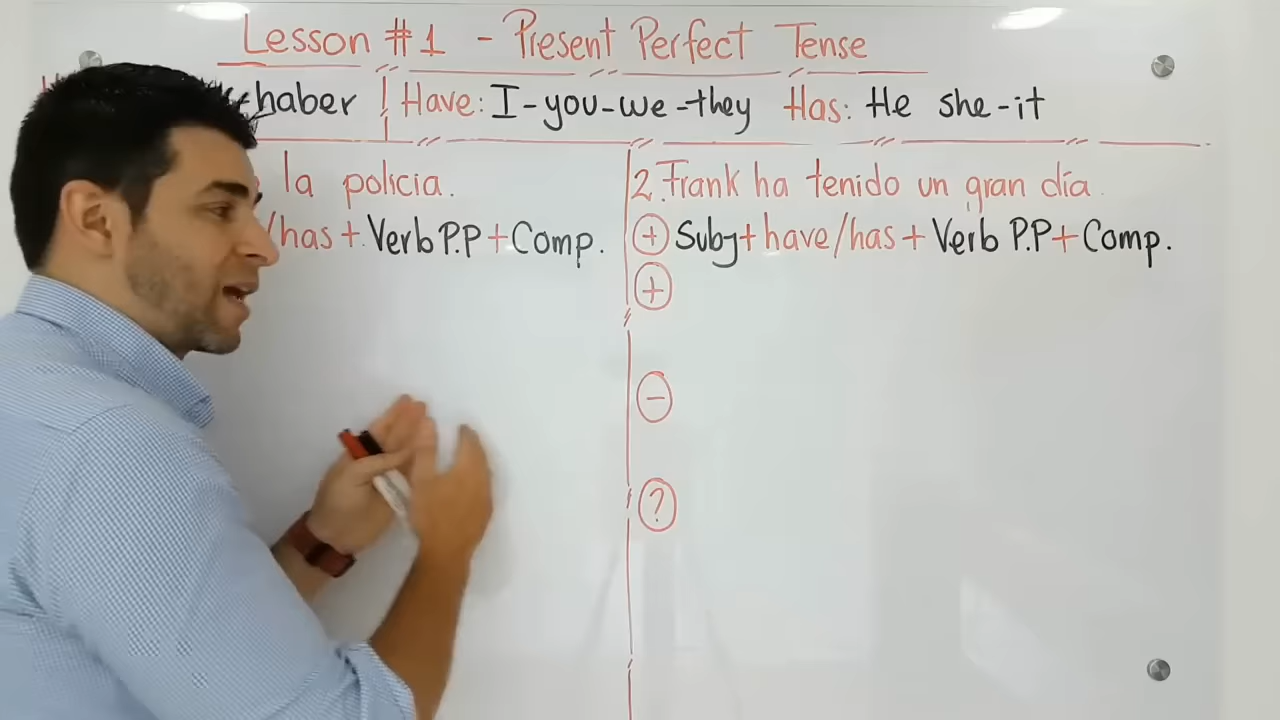 Lesson #1 - Present Perfect Tense
haber Have: I-you-we-they Has: He she-it
la policia. 2. Frank ha tenido un gran día.
/has + Verb P.P + Comp. + Subj + have/has + Verb P.P + Comp.
+
-
?